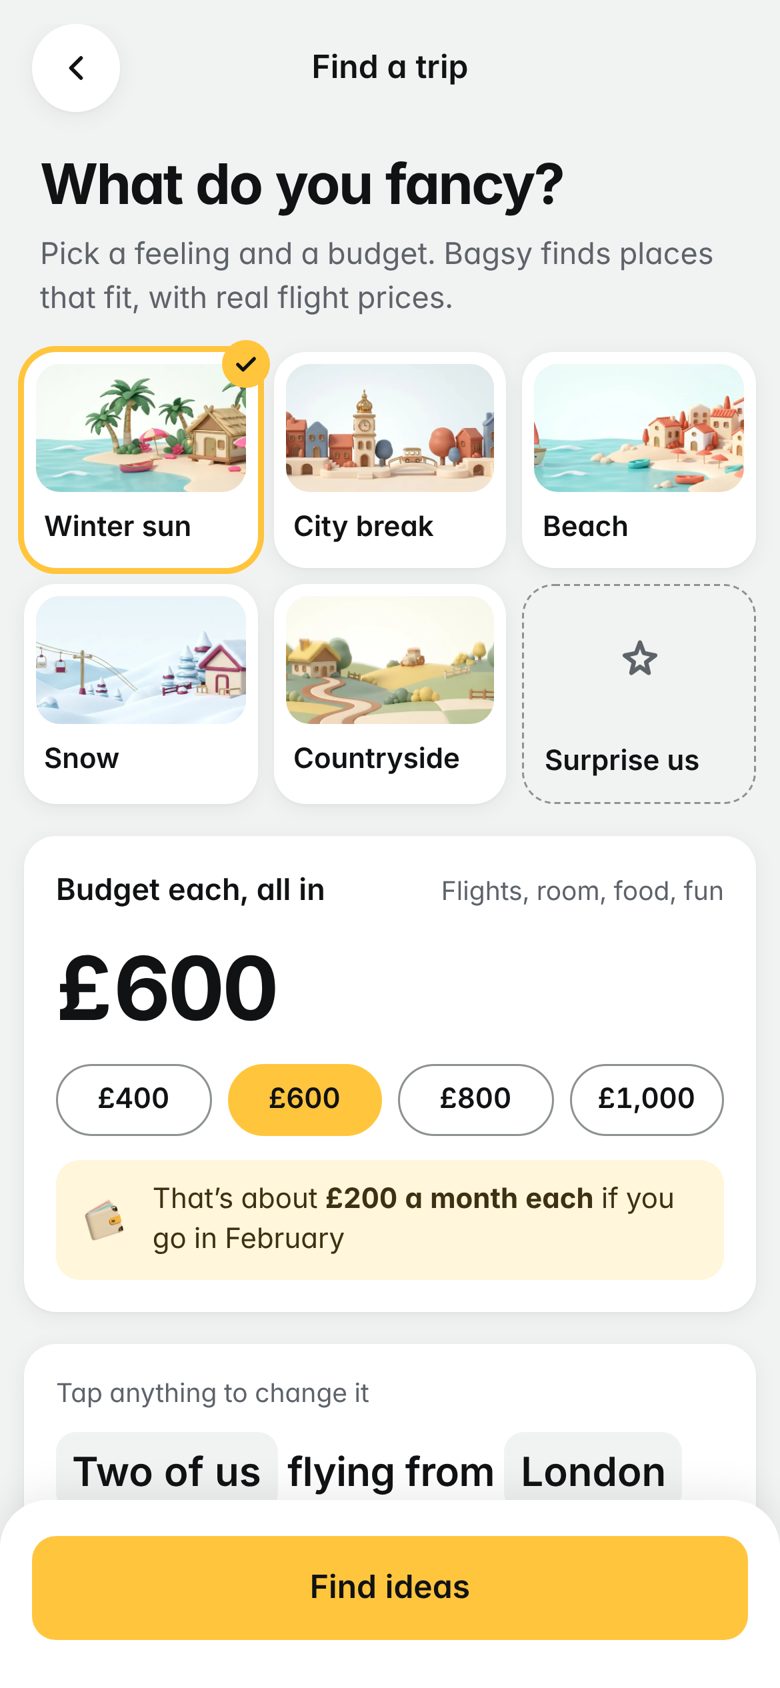 Find a trip
What do you fancy?
Pick a feeling and a budget. Bagsy finds places
that fit, with real flight prices.
Winter sun
City break
Beach
Snow
Countryside
Surprise us
Budget each, all in
Flights, room, food, fun
£600
£400
£600
£800
£1,000
That’s about £200 a month each if you
go in February
Tap anything to change it
Two of us flying from London
Find ideas